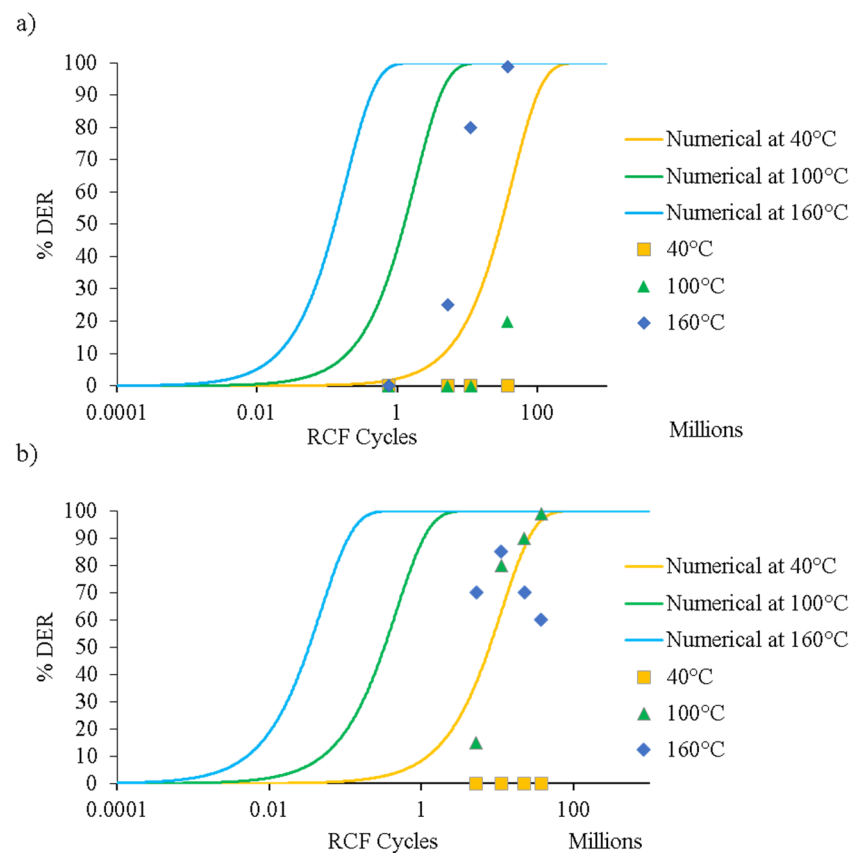 a)
100
90
80
70
60
50
40
30
20
10
0
% DER
0.0001
0.01
1
100
RCF Cycles
Millions
Numerical at 40°C
Numerical at 100°C
Numerical at 160°C
40°C
100°C
160°C
b)
100
90
80
70
60
50
40
30
20
10
0
% DER
0.0001
0.01
1
100
RCF Cycles
Millions
Numerical at 40°C
Numerical at 100°C
Numerical at 160°C
40°C
100°C
160°C